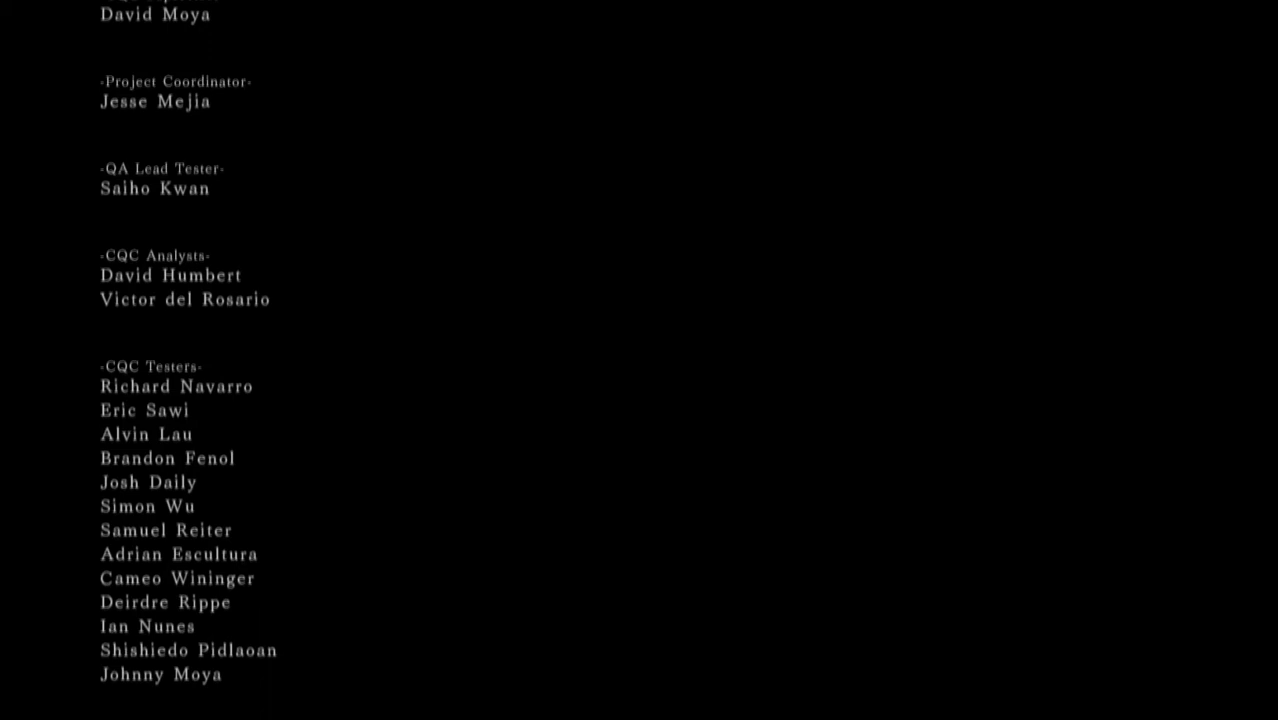 David Moya
-Project Coordinator-
Jesse Mejia
-QA Lead Tester-
Saiho Kwan
-CQC Analysts-
David Humbert
Victor del Rosario
-CQC Testers-
Richard Navarro
Eric Sawi
Alvin Lau
Brandon Fenol
Josh Daily
Simon Wu
Samuel Reiter
Adrian Escultura
Cameo Wininger
Deirdre Rippe
Ian Nunes
Shishiedo Pidlaoan
Johnny Moya